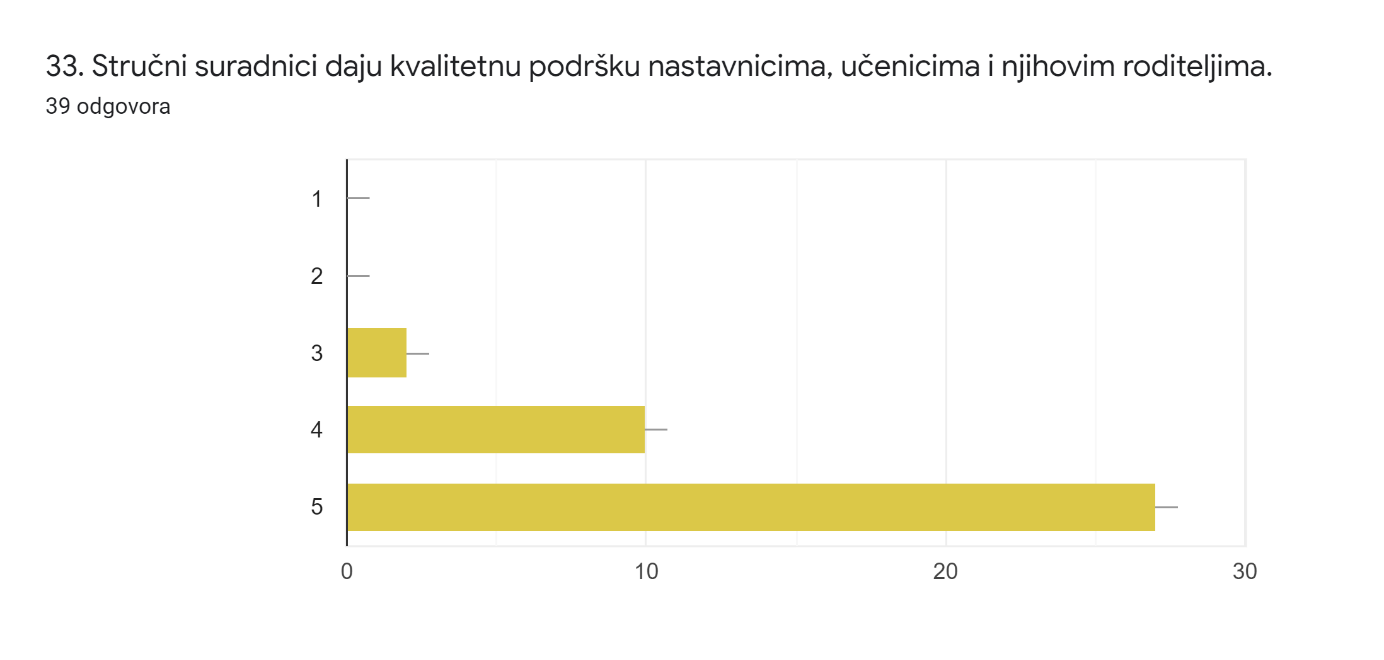 33. Stručni suradnici daju kvalitetnu podršku nastavnicima, učenicima i njihovim roditeljima.
39 odgovora
1
2
3
4
5
0 10 20 30